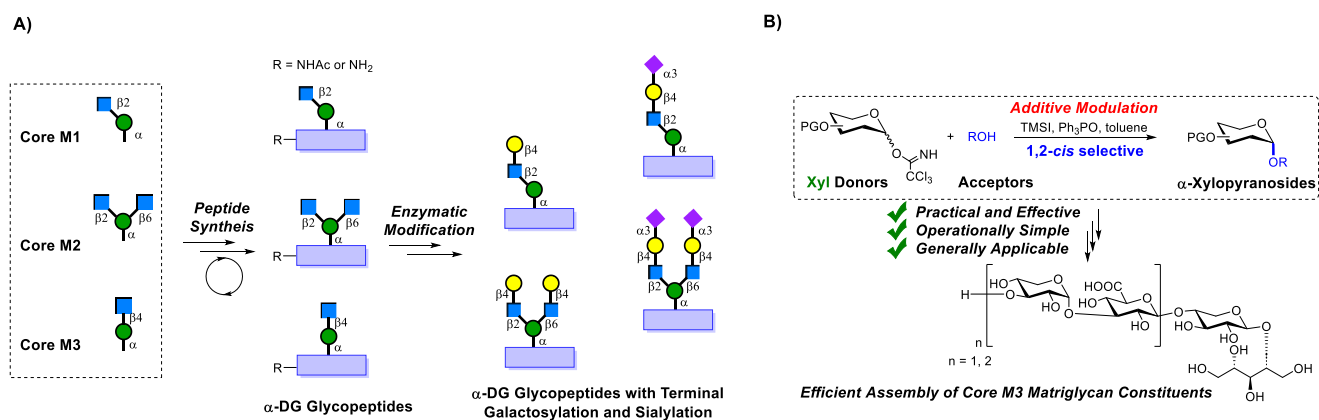 A)
R = NHAc or NH2
Core M1
β2
α
Core M2
β2
β6
α
Core M3
β4
α
Peptide
Syntheis
R
β2
α
R
β2
β6
α
R
β4
α
α-DG Glycopeptides
Enzymatic
Modification
β4
β2
α
β4
β4
β2
β6
α
α3
β4
β2
α
α3
α3
β4
β4
β2
β6
α
α-DG Glycopeptides with Terminal
Galactosylation and Sialylation
B)
PGO
O
O
NH
CCl3
Xyl Donors
+
ROH
Acceptors
Additive Modulation
TMSI, Ph3PO, toluene
1,2-cis selective
PGO
O
OR
α-Xylopyranosides
Practical and Effective
Operationally Simple
Generally Applicable
H
O
HO
O
HO
O
OOC
HO
O
OH
O
n
n = 1, 2
O
HO
HO
O
O
OH
OH
HO
OH
OH
Efficient Assembly of Core M3 Matriglycan Constituents